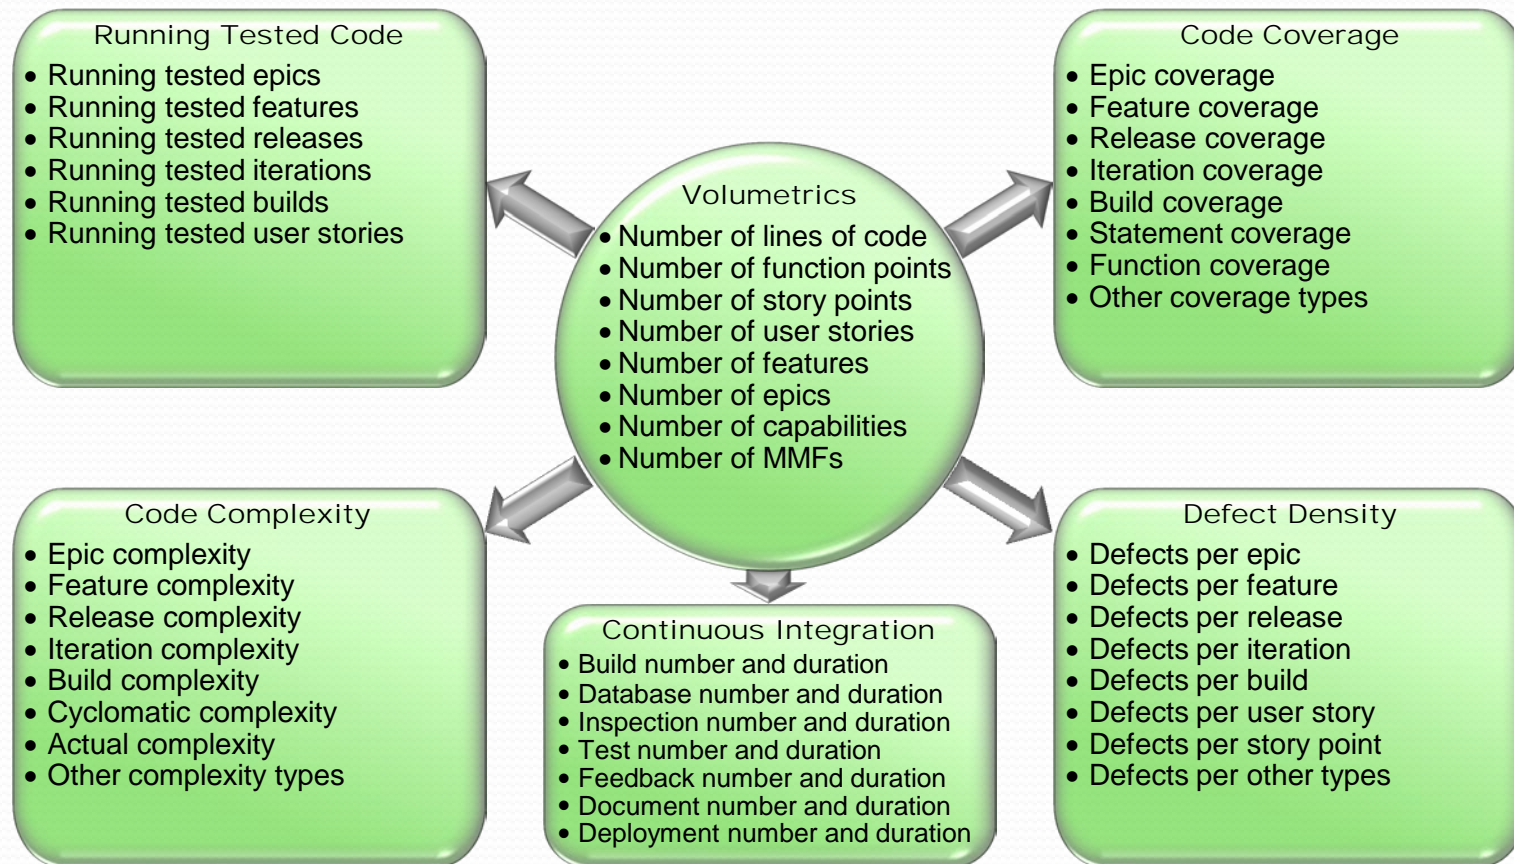 Running Tested Code
• Running tested epics
• Running tested features
• Running tested releases
• Running tested iterations
• Running tested builds
• Running tested user stories
Code Coverage
• Epic coverage
• Feature coverage
• Release coverage
• Iteration coverage
• Build coverage
• Statement coverage
• Function coverage
• Other coverage types
Volumetrics
• Number of lines of code
• Number of function points
• Number of story points
• Number of user stories
• Number of features
• Number of epics
• Number of capabilities
• Number of MMFs
Code Complexity
• Epic complexity
• Feature complexity
• Release complexity
• Iteration complexity
• Build complexity
• Cyclomatic complexity
• Actual complexity
• Other complexity types
Continuous Integration
• Build number and duration
• Database number and duration
• Inspection number and duration
• Test number and duration
• Feedback number and duration
• Document number and duration
• Deployment number and duration
Defect Density
• Defects per epic
• Defects per feature
• Defects per release
• Defects per iteration
• Defects per build
• Defects per user story
• Defects per story point
• Defects per other types